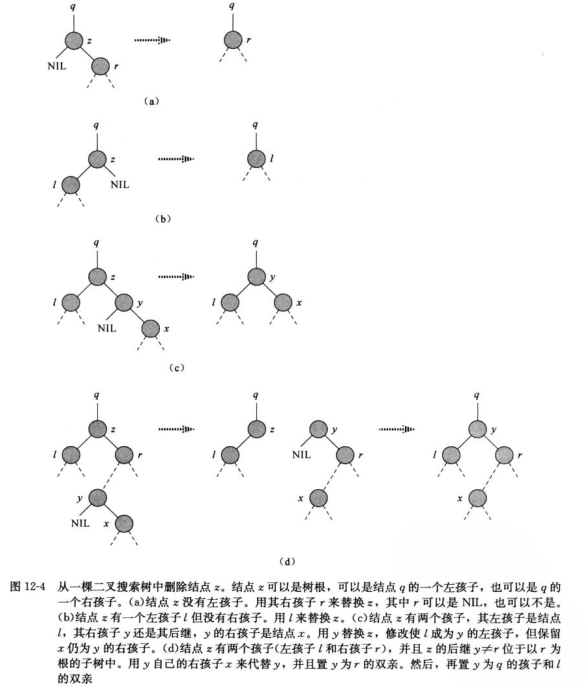 q
q
z
r
NIL
r
(a)
q
q
z
l
l
NIL
(b)
q
q
z
y
l
y
l
x
NIL
x
(c)
q
q
q
z
z
y
y
l
r
l
NIL
r
l
r
y
x
x
NIL
x
(d)
图 12-4 从一棵二叉搜索树中删除结点 z。结点 z 可以是树根，可以是结点 q 的一个左孩子，也可以是 q 的
一个右孩子。(a)结点 z 没有左孩子。用其右孩子 r 来替换 z，其中 r 可以是 NIL，也可以不是。
(b)结点 z 有一个左孩子 l 但没有右孩子。用 l 来替换 z。(c)结点 z 有两个孩子，其左孩子是结点
l，其右孩子 y 还是其后继，y 的右孩子是结点 x。用 y 替换 z，修改使 l 成为 y 的左孩子，但保留
x 仍为 y 的右孩子。(d)结点 z 有两个孩子(左孩子 l 和右孩子 r)，并且 z 的后继 y≠r 位于以 r 为
根的子树中。用 y 自己的右孩子 x 来代替 y，并且置 y 为 r 的双亲。然后，再置 y 为 q 的孩子和 l
的双亲